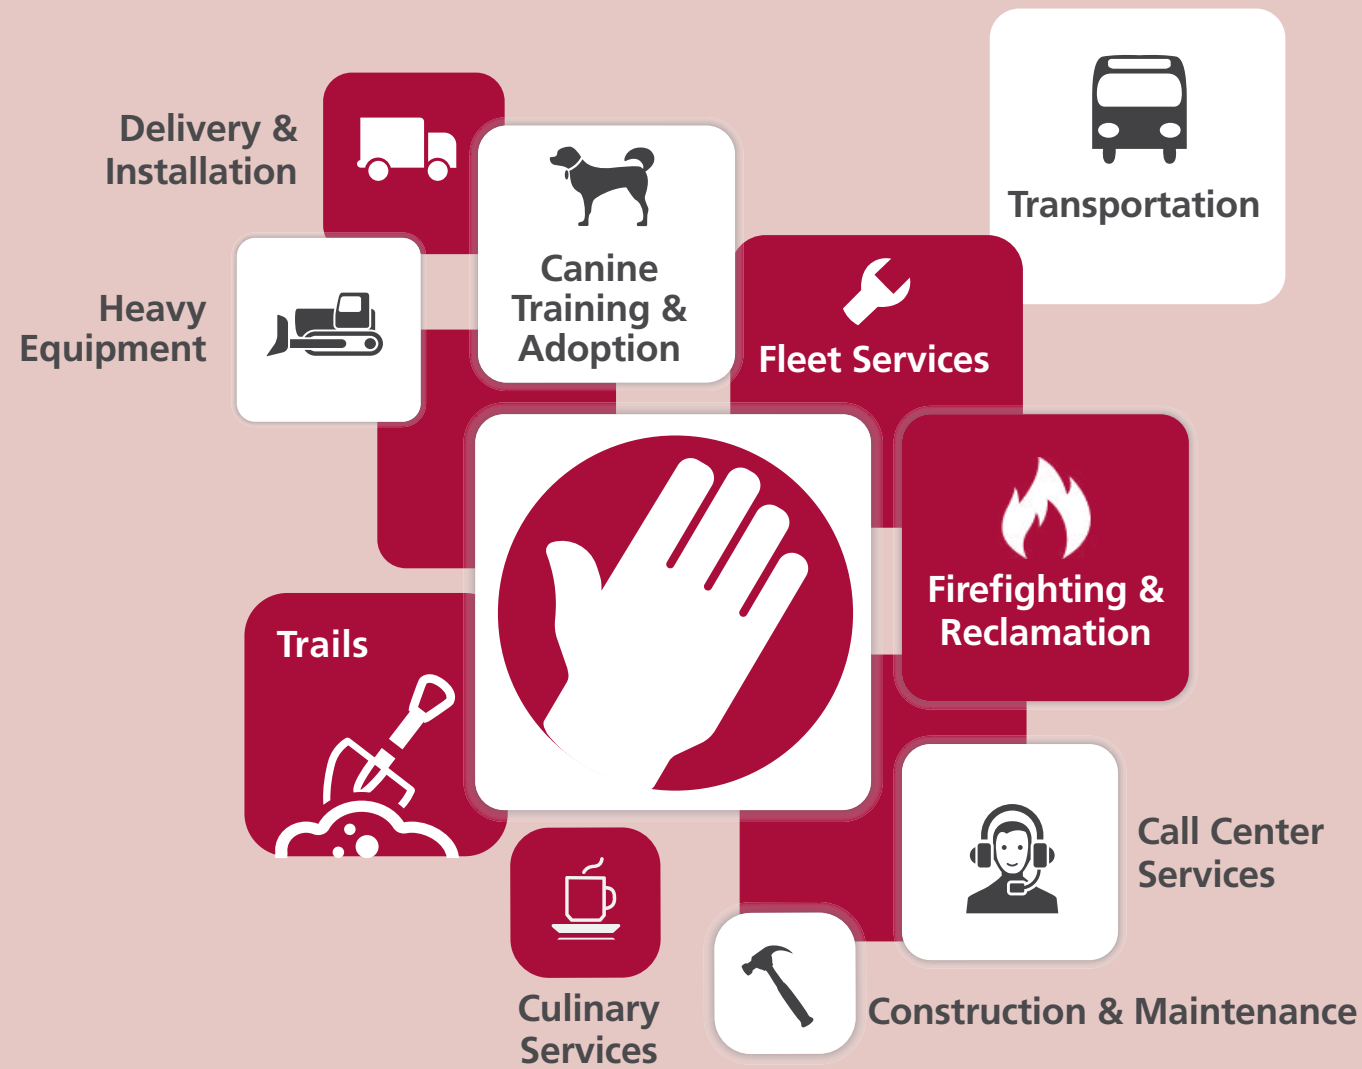 Delivery &
Installation
Transportation
Canine
Training &
Adoption
Heavy
Equipment
Fleet Services
Firefighting &
Reclamation
Trails
Call Center
Services
Culinary
Services
Construction & Maintenance